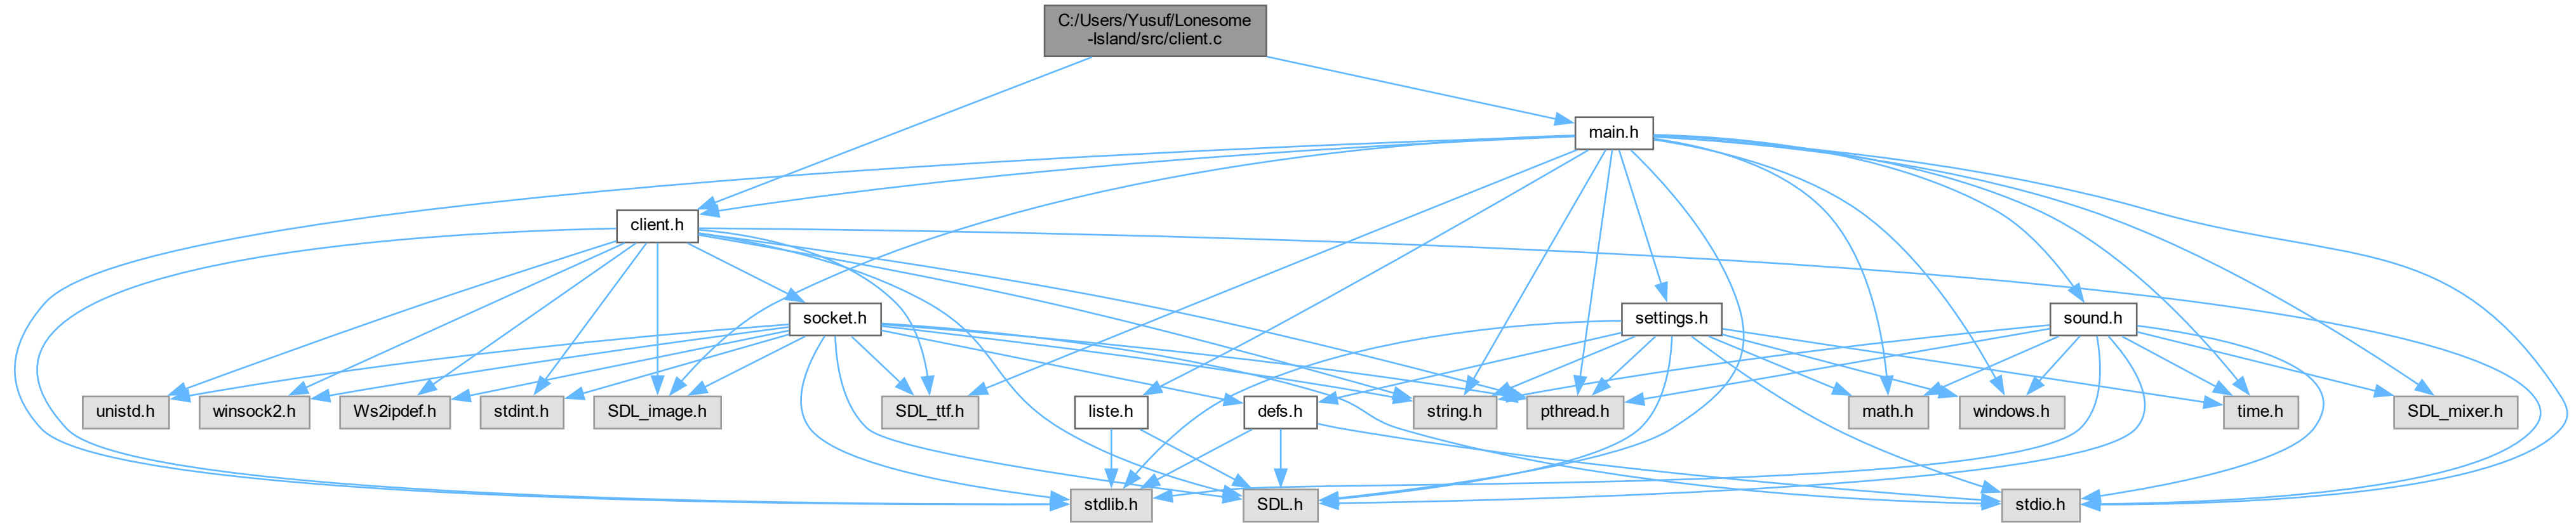 C:/Users/Yusuf/Lonesome
-Island/src/client.c
main.h
client.h
socket.h
settings.h
sound.h
unistd.h
winsock2.h
Ws2ipdef.h
stdint.h
SDL_image.h
SDL_ttf.h
liste.h
defs.h
string.h
pthread.h
math.h
windows.h
time.h
SDL_mixer.h
stdlib.h
SDL.h
stdio.h